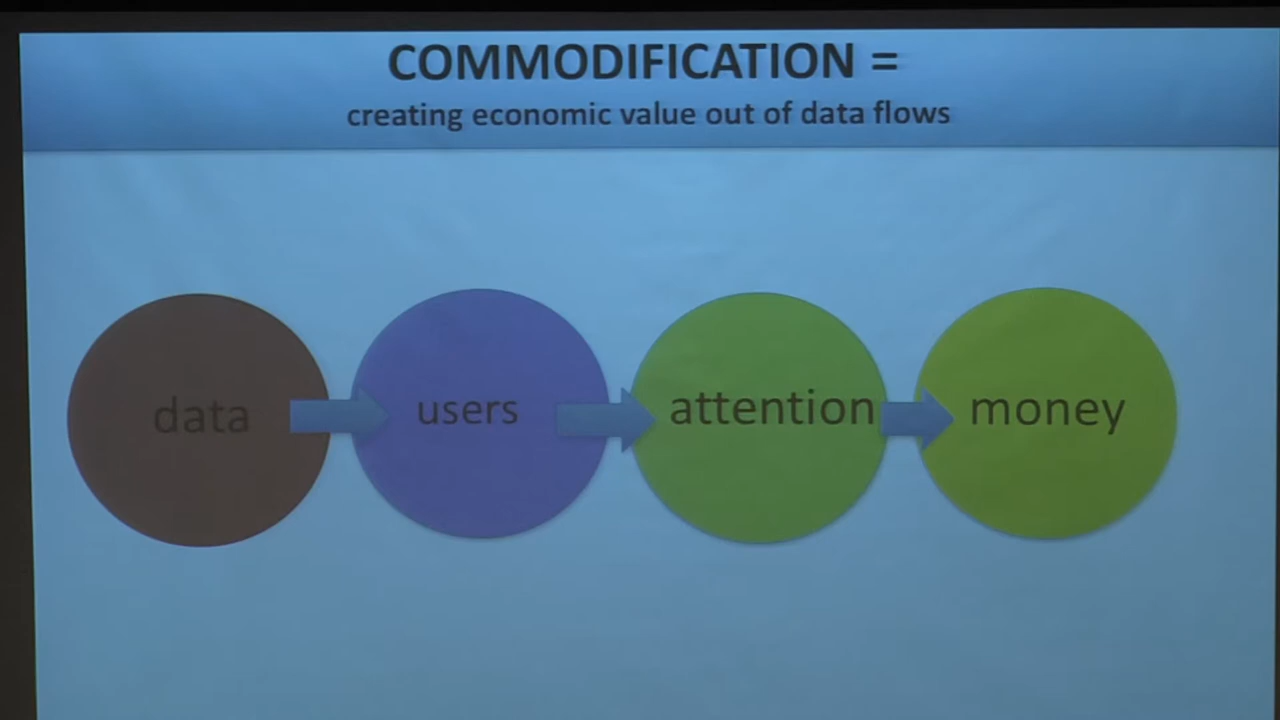 COMMODIFICATION =
creating economic value out of data flows
data
users
attention
money